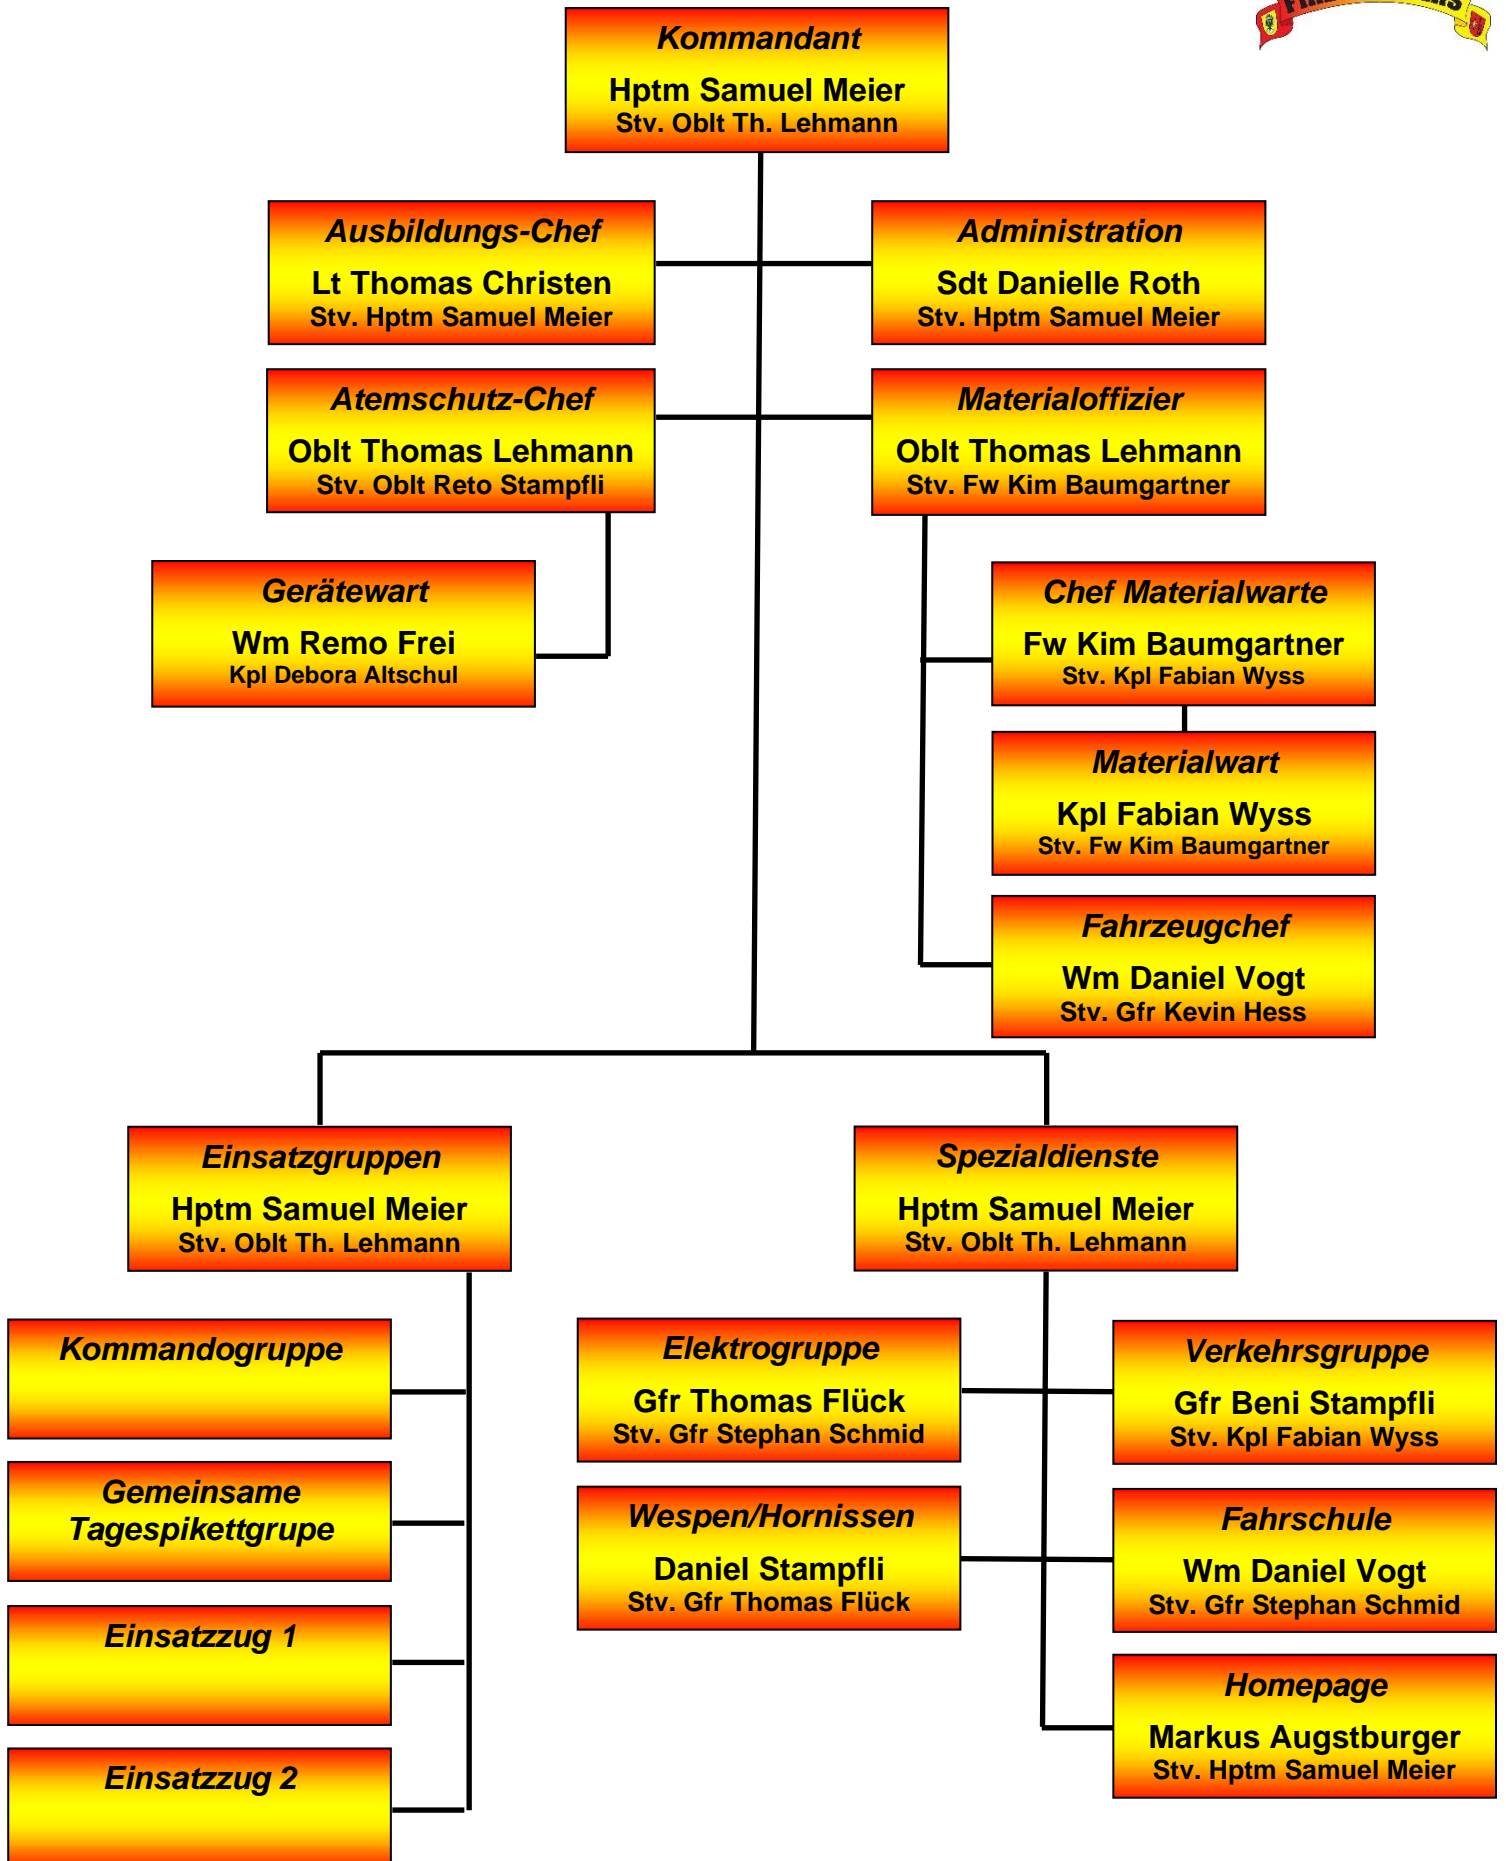 Kommandant
Hptm Samuel Meier
Stv. Oblt Th. Lehmann
Ausbildungs-Chef
Lt Thomas Christen
Stv. Hptm Samuel Meier
Administration
Sdt Danielle Roth
Stv. Hptm Samuel Meier
Atemschutz-Chef
Oblt Thomas Lehmann
Stv. Oblt Reto Stampfli
Materialoffizier
Oblt Thomas Lehmann
Stv. Fw Kim Baumgartner
Gerätewart
Wm Remo Frei
Kpl Debora Altschul
Chef Materialwarte
Fw Kim Baumgartner
Stv. Kpl Fabian Wyss
Materialwart
Kpl Fabian Wyss
Stv. Fw Kim Baumgartner
Fahrzeugchef
Wm Daniel Vogt
Stv. Gfr Kevin Hess
Einsatzgruppen
Hptm Samuel Meier
Stv. Oblt Th. Lehmann
Spezialdienste
Hptm Samuel Meier
Stv. Oblt Th. Lehmann
Kommandogruppe
Gemeinsame
Tagespikettgrupe
Einsatzzug 1
Einsatzzug 2
Elektrogruppe
Gfr Thomas Flück
Stv. Gfr Stephan Schmid
Verkehrsgruppe
Gfr Beni Stampfli
Stv. Kpl Fabian Wyss
Wespen/Hornissen
Daniel Stampfli
Stv. Gfr Thomas Flück
Fahrschule
Wm Daniel Vogt
Stv. Gfr Stephan Schmid
Homepage
Markus Augstburger
Stv. Hptm Samuel Meier